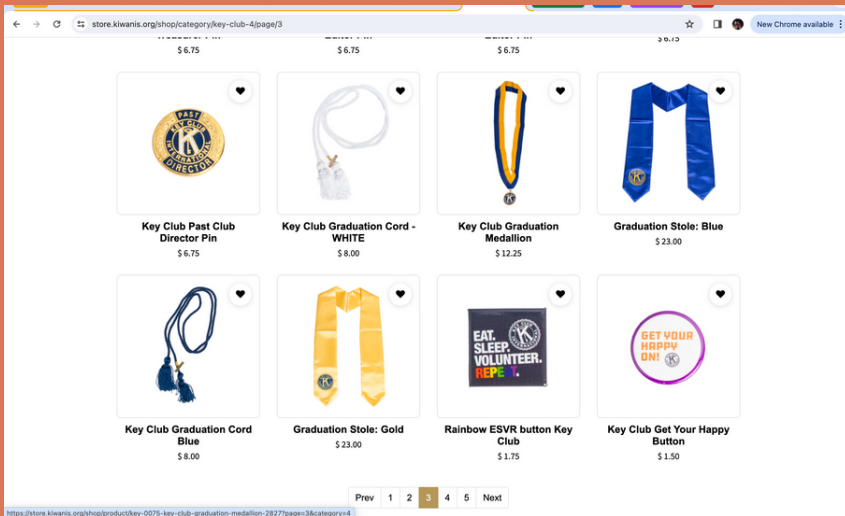 store.kiwanis.org/shop/category/key-club-4/page/3
New Chrome available
$ 6.75
$ 6.75
$ 6.75
$ 6.75
PAST
KEY CLUB
INTERNATIONAL
DIRECTOR
K
Key Club Past Club
Director Pin
$ 6.75
Key Club Graduation Cord -
WHITE
$ 8.00
K
Key Club Graduation
Medallion
$ 12.25
K
Graduation Stole: Blue
$ 23.00
Key Club Graduation Cord
Blue
$ 8.00
K
Graduation Stole: Gold
$ 23.00
EAT.
SLEEP.
VOLUNTEER.
REPEAT.
KEY CLUB
INTERNATIONAL
K
Rainbow ESVR button Key
Club
$ 1.75
GET YOUR
HAPPY
ON!
K
Key Club Get Your Happy
Button
$ 1.50
Prev 1 2 3 4 5 Next
https://store.kiwanis.org/shop/product/key-0075-key-club-graduation-medallion-2827?page=3&category=4